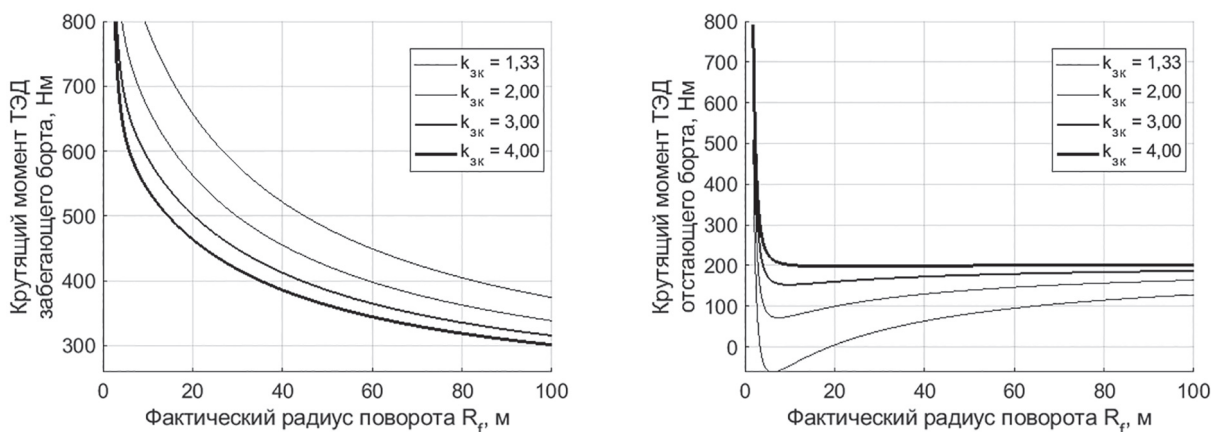 Крутящий момент ТЭД
забегающего борта, Нм
800
700
600
500
400
300
0
20
40
60
80
100
Фактический радиус поворота R_f, м
k_зк = 1,33
k_зк = 2,00
k_зк = 3,00
k_зк = 4,00
Крутящий момент ТЭД
отстающего борта, Нм
800
700
600
500
400
300
200
100
0
0
20
40
60
80
100
Фактический радиус поворота R_f, м
k_зк = 1,33
k_зк = 2,00
k_зк = 3,00
k_зк = 4,00